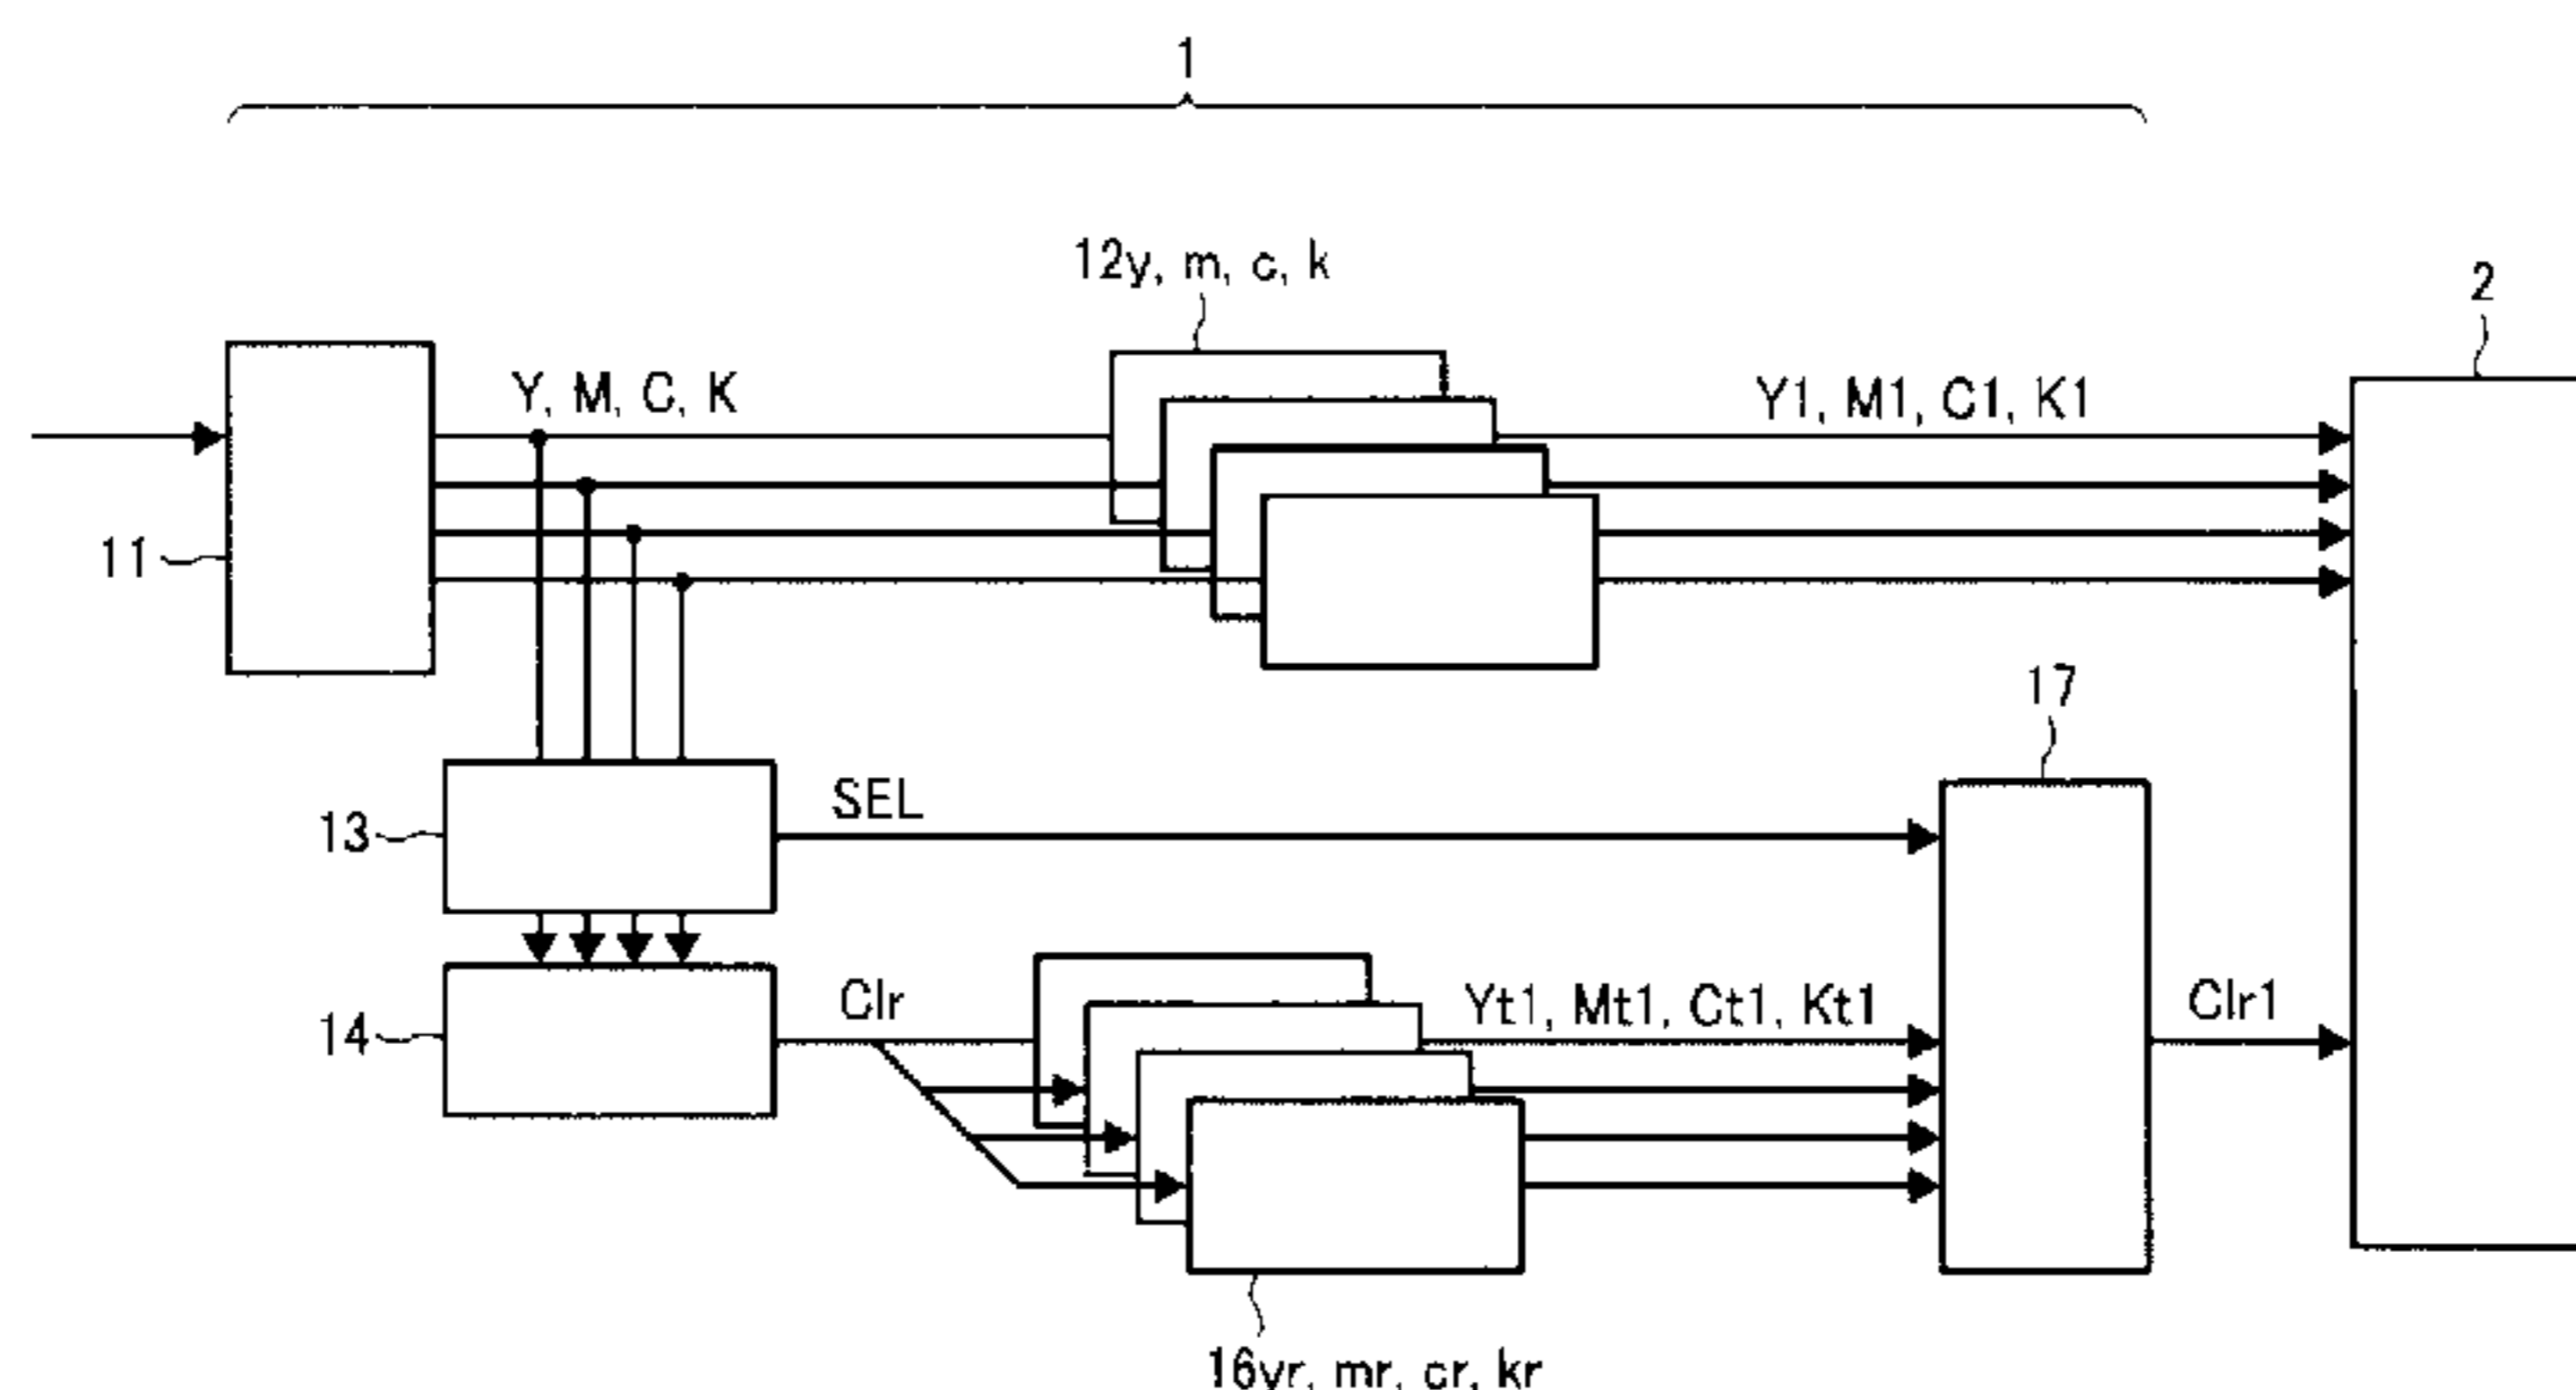 1
12y, m, c, k
2
Y, M, C, K
Y1, M1, C1, K1
11
17
SEL
13
Clr
Yt1, Mt1, Ct1, Kt1
Clr1
14
16yr, mr, cr, kr